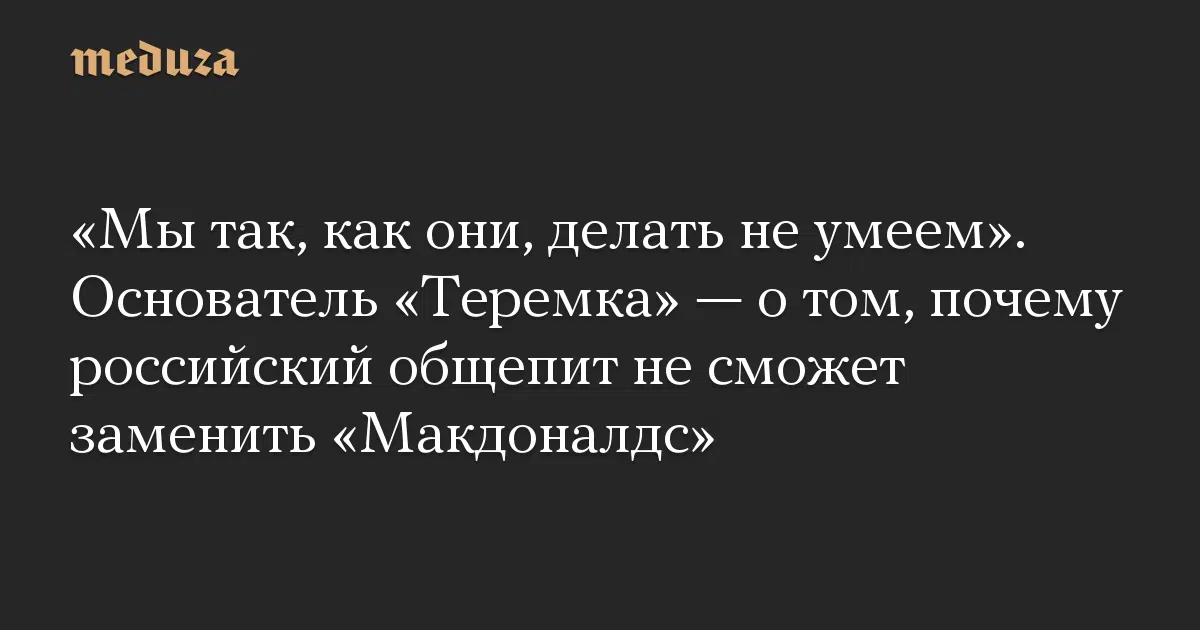 meduza
«Мы так, как они, делать не умеем».
Основатель «Теремка» — о том, почему
российский общепит не сможет
заменить «Макдоналдс»